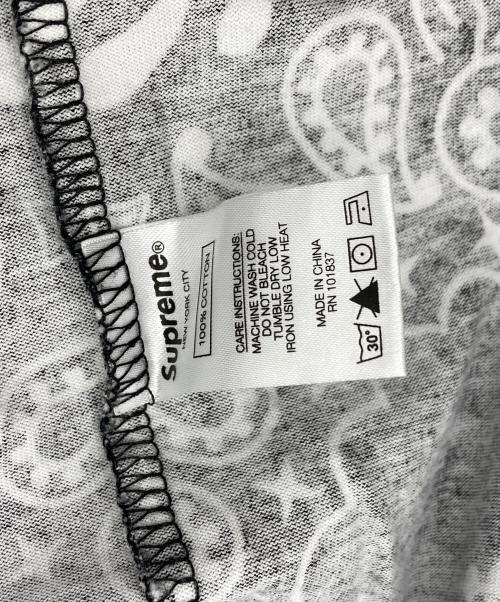 Supreme®
NEW YORK CITY
100% COTTON
CARE INSTRUCTIONS:
MACHINE WASH COLD
DO NOT BLEACH
TUMBLE DRY LOW
IRON USING LOW HEAT
MADE IN CHINA
RN 101837
30°